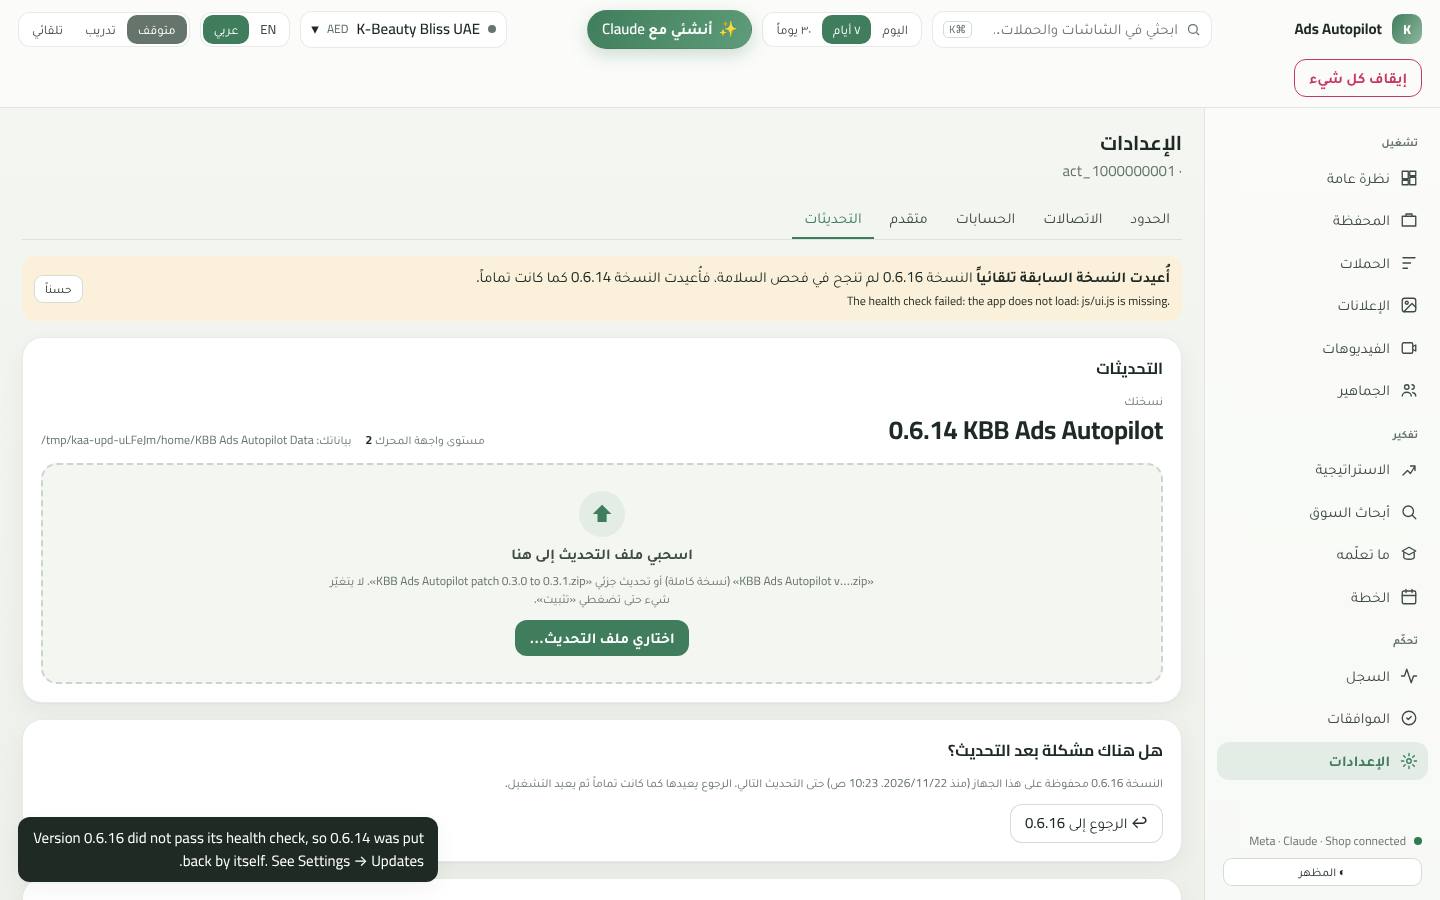 K Ads Autopilot
ابحثي في الشاشات والحملات.. ⌘K
اليوم ٧ أيام ٣٠ يوماً
✨ أنشئي مع Claude
K-Beauty Bliss UAE AED ▾
EN عربي
متوقف تدريب تلقائي
إيقاف كل شيء
تشغيل
نظرة عامة
المحفظة
الحملات
الإعلانات
الفيديوهات
الجماهير
تفكير
الاستراتيجية
أبحاث السوق
ما تعلّمه
الخطة
تحكّم
السجل
الموافقات
الإعدادات
Meta · Claude · Shop connected
المظهر
الإعدادات
· act_1000000001
الحدود الاتصالات الحسابات متقدم التحديثات
أُعيدت النسخة السابقة تلقائياً النسخة 0.6.16 لم تنجح في فحص السلامة. فأُعيدت النسخة 0.6.14 كما كانت تماماً.
The health check failed: the app does not load: js/ui.js is missing.
حسناً
التحديثات
نسختك
0.6.14 KBB Ads Autopilot
مستوى واجهة المحرك 2 بياناتك: /tmp/kaa-upd-uLFeJm/home/KBB Ads Autopilot Data
اسحبي ملف التحديث إلى هنا
«KBB Ads Autopilot v….zip» (نسخة كاملة) أو تحديث جزئي «KBB Ads Autopilot patch 0.3.0 to 0.3.1.zip». لا يتغيّر
شيء حتى تضغطي «تثبيت».
اختاري ملف التحديث...
هل هناك مشكلة بعد التحديث؟
النسخة 0.6.16 محفوظة على هذا الجهاز (منذ 2026/11/22، 10:23 ص) حتى التحديث التالي. الرجوع يعيدها كما كانت تماماً ثم يعيد التشغيل.
↩ الرجوع إلى 0.6.16
Version 0.6.16 did not pass its health check, so 0.6.14 was put
back by itself. See Settings → Updates.